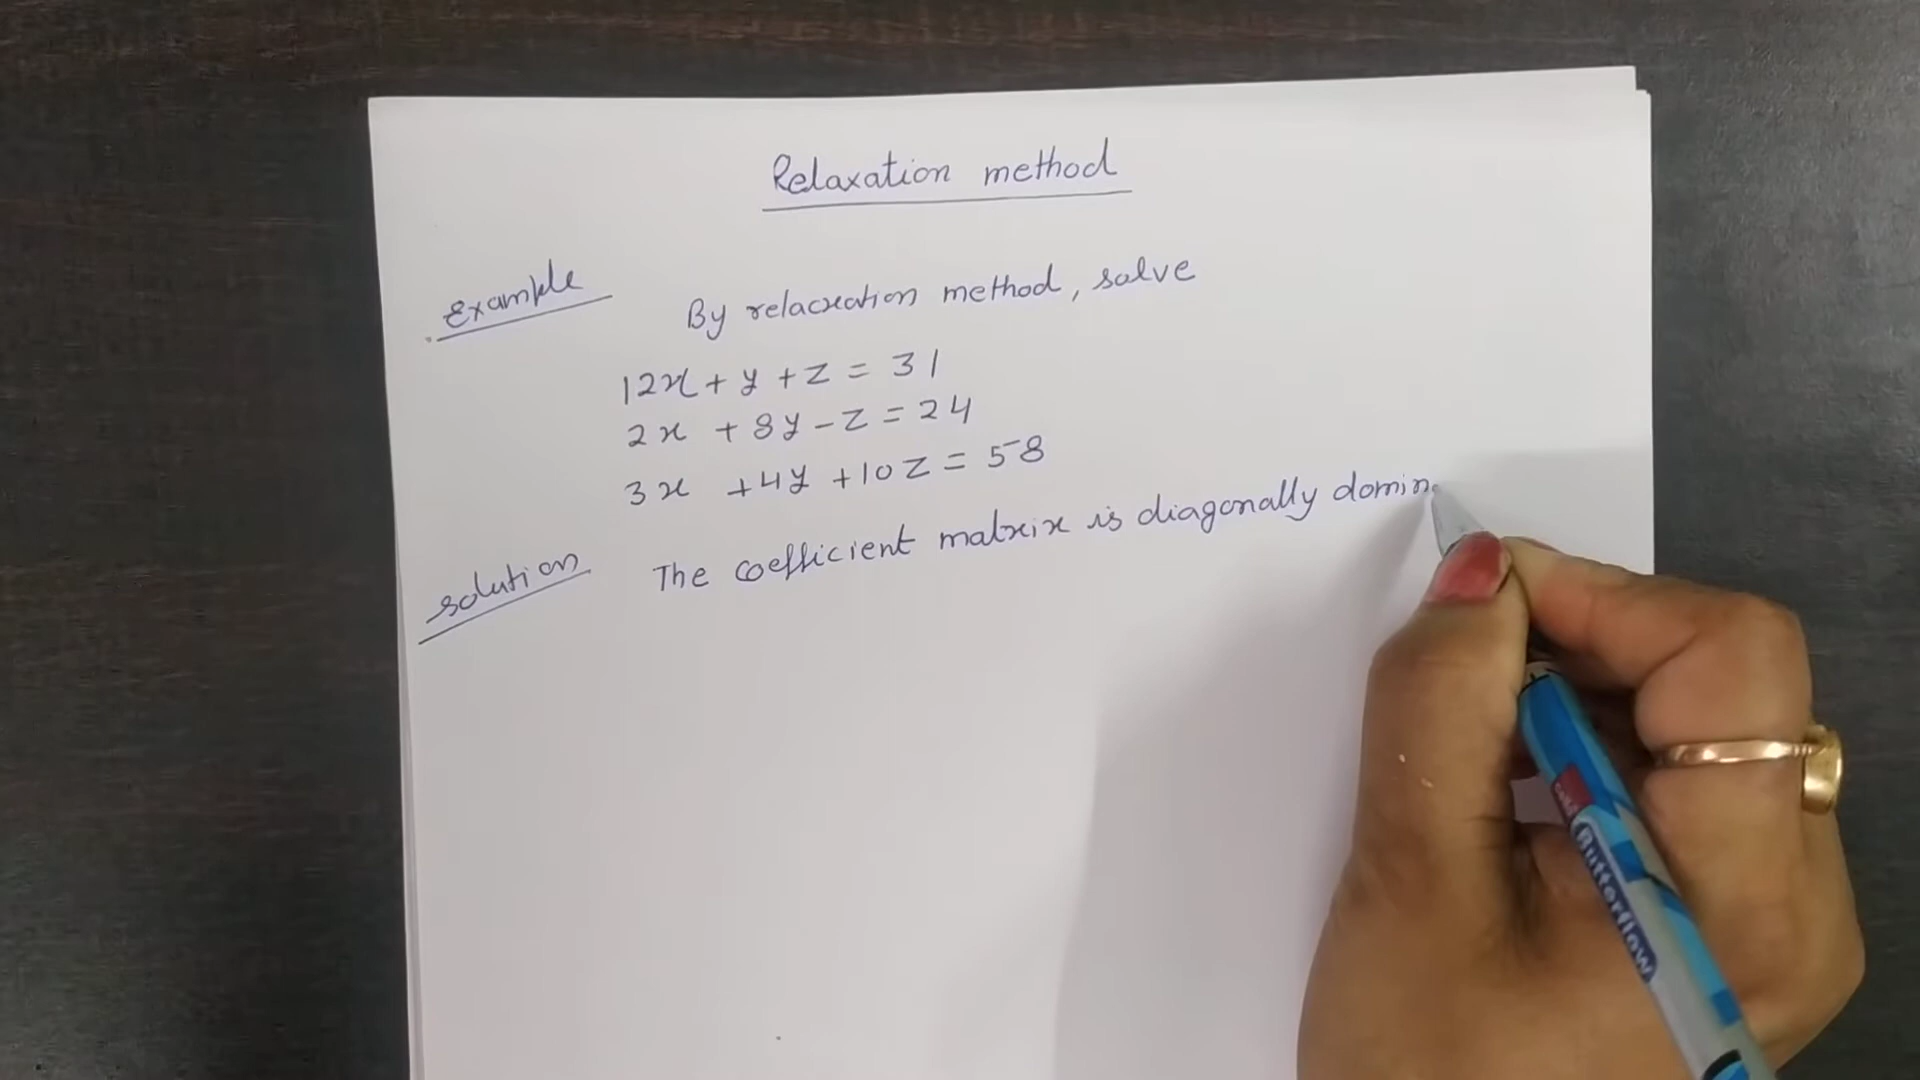 Relaxation method
Example
By relaxation method, solve
12x + y + z = 31
2x + 8y - z = 24
3x + 4y + 10z = 58
solution
The coefficient matrix is diagonally domin
Butterflow